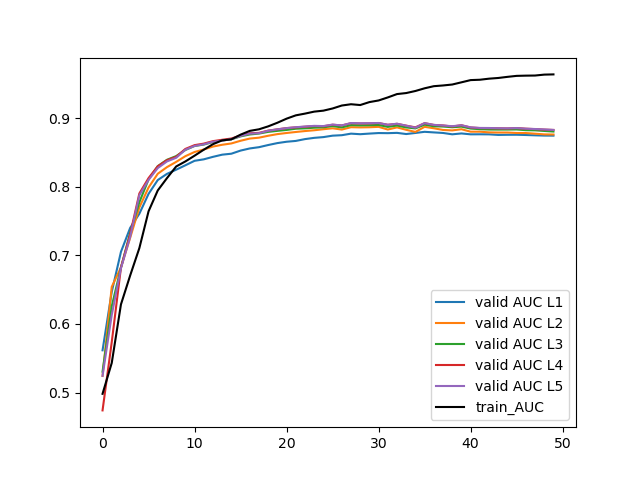 0.9
0.8
0.7
0.6
0.5
0 10 20 30 40 50
valid AUC L1
valid AUC L2
valid AUC L3
valid AUC L4
valid AUC L5
train_AUC